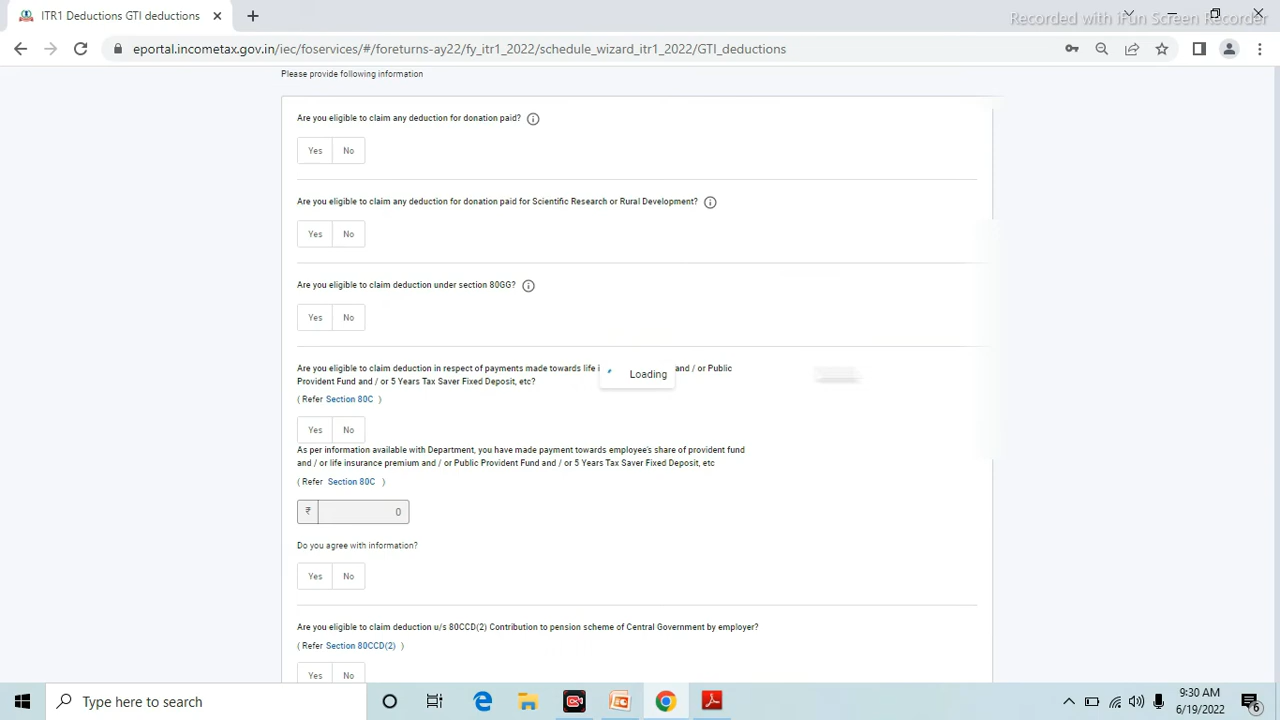 ITR1 Deductions GTI deductions
Recorded with iFun Screen Recorder
eportal.incometax.gov.in/iec/foservices/#/foreturns-ay22/fy_itr1_2022/schedule_wizard_itr1_2022/GTI_deductions
Please provide following information
Are you eligible to claim any deduction for donation paid?
Yes No
Are you eligible to claim any deduction for donation paid for Scientific Research or Rural Development?
Yes No
Are you eligible to claim deduction under section 80GG?
Yes No
Are you eligible to claim deduction in respect of payments made towards life and / or Public
Loading
Provident Fund and / or 5 Years Tax Saver Fixed Deposit, etc?
( Refer Section 80C )
Yes No
As per information available with Department, you have made payment towards employee's share of provident fund
and / or life insurance premium and / or Public Provident Fund and / or 5 Years Tax Saver Fixed Deposit, etc
( Refer Section 80C )
₹ 0
Do you agree with information?
Yes No
Are you eligible to claim deduction u/s 80CCD(2) Contribution to pension scheme of Central Government by employer?
( Refer Section 80CCD(2) )
Yes No
Type here to search
9:30 AM
6/19/2022
6